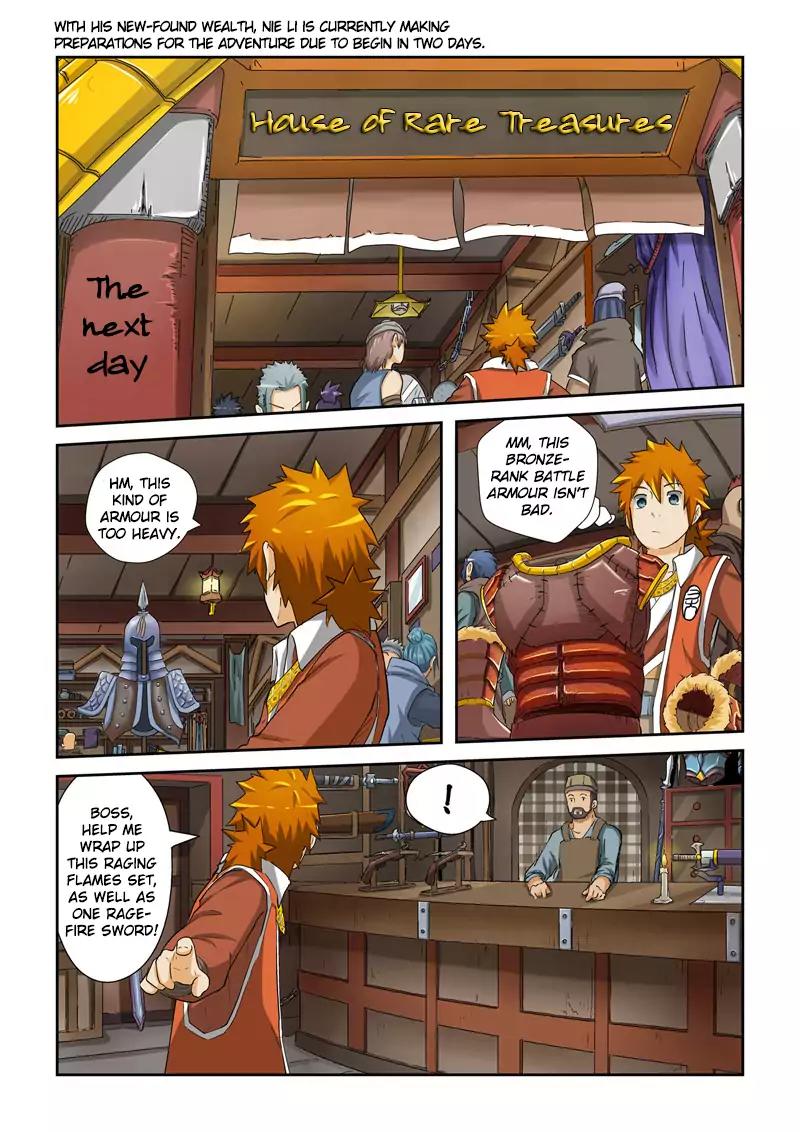 WITH HIS NEW-FOUND WEALTH, NIE LI IS CURRENTLY MAKING
PREPARATIONS FOR THE ADVENTURE DUE TO BEGIN IN TWO DAYS.
House of Rare Treasures
The
next
day
HM, THIS
KIND OF
ARMOUR IS
TOO HEAVY.
MM, THIS
BRONZE-
RANK BATTLE
ARMOUR ISN'T
BAD.
BOSS,
HELP ME
WRAP UP
THIS RAGING
FLAMES SET,
AS WELL AS
ONE RAGE-
FIRE SWORD!
!